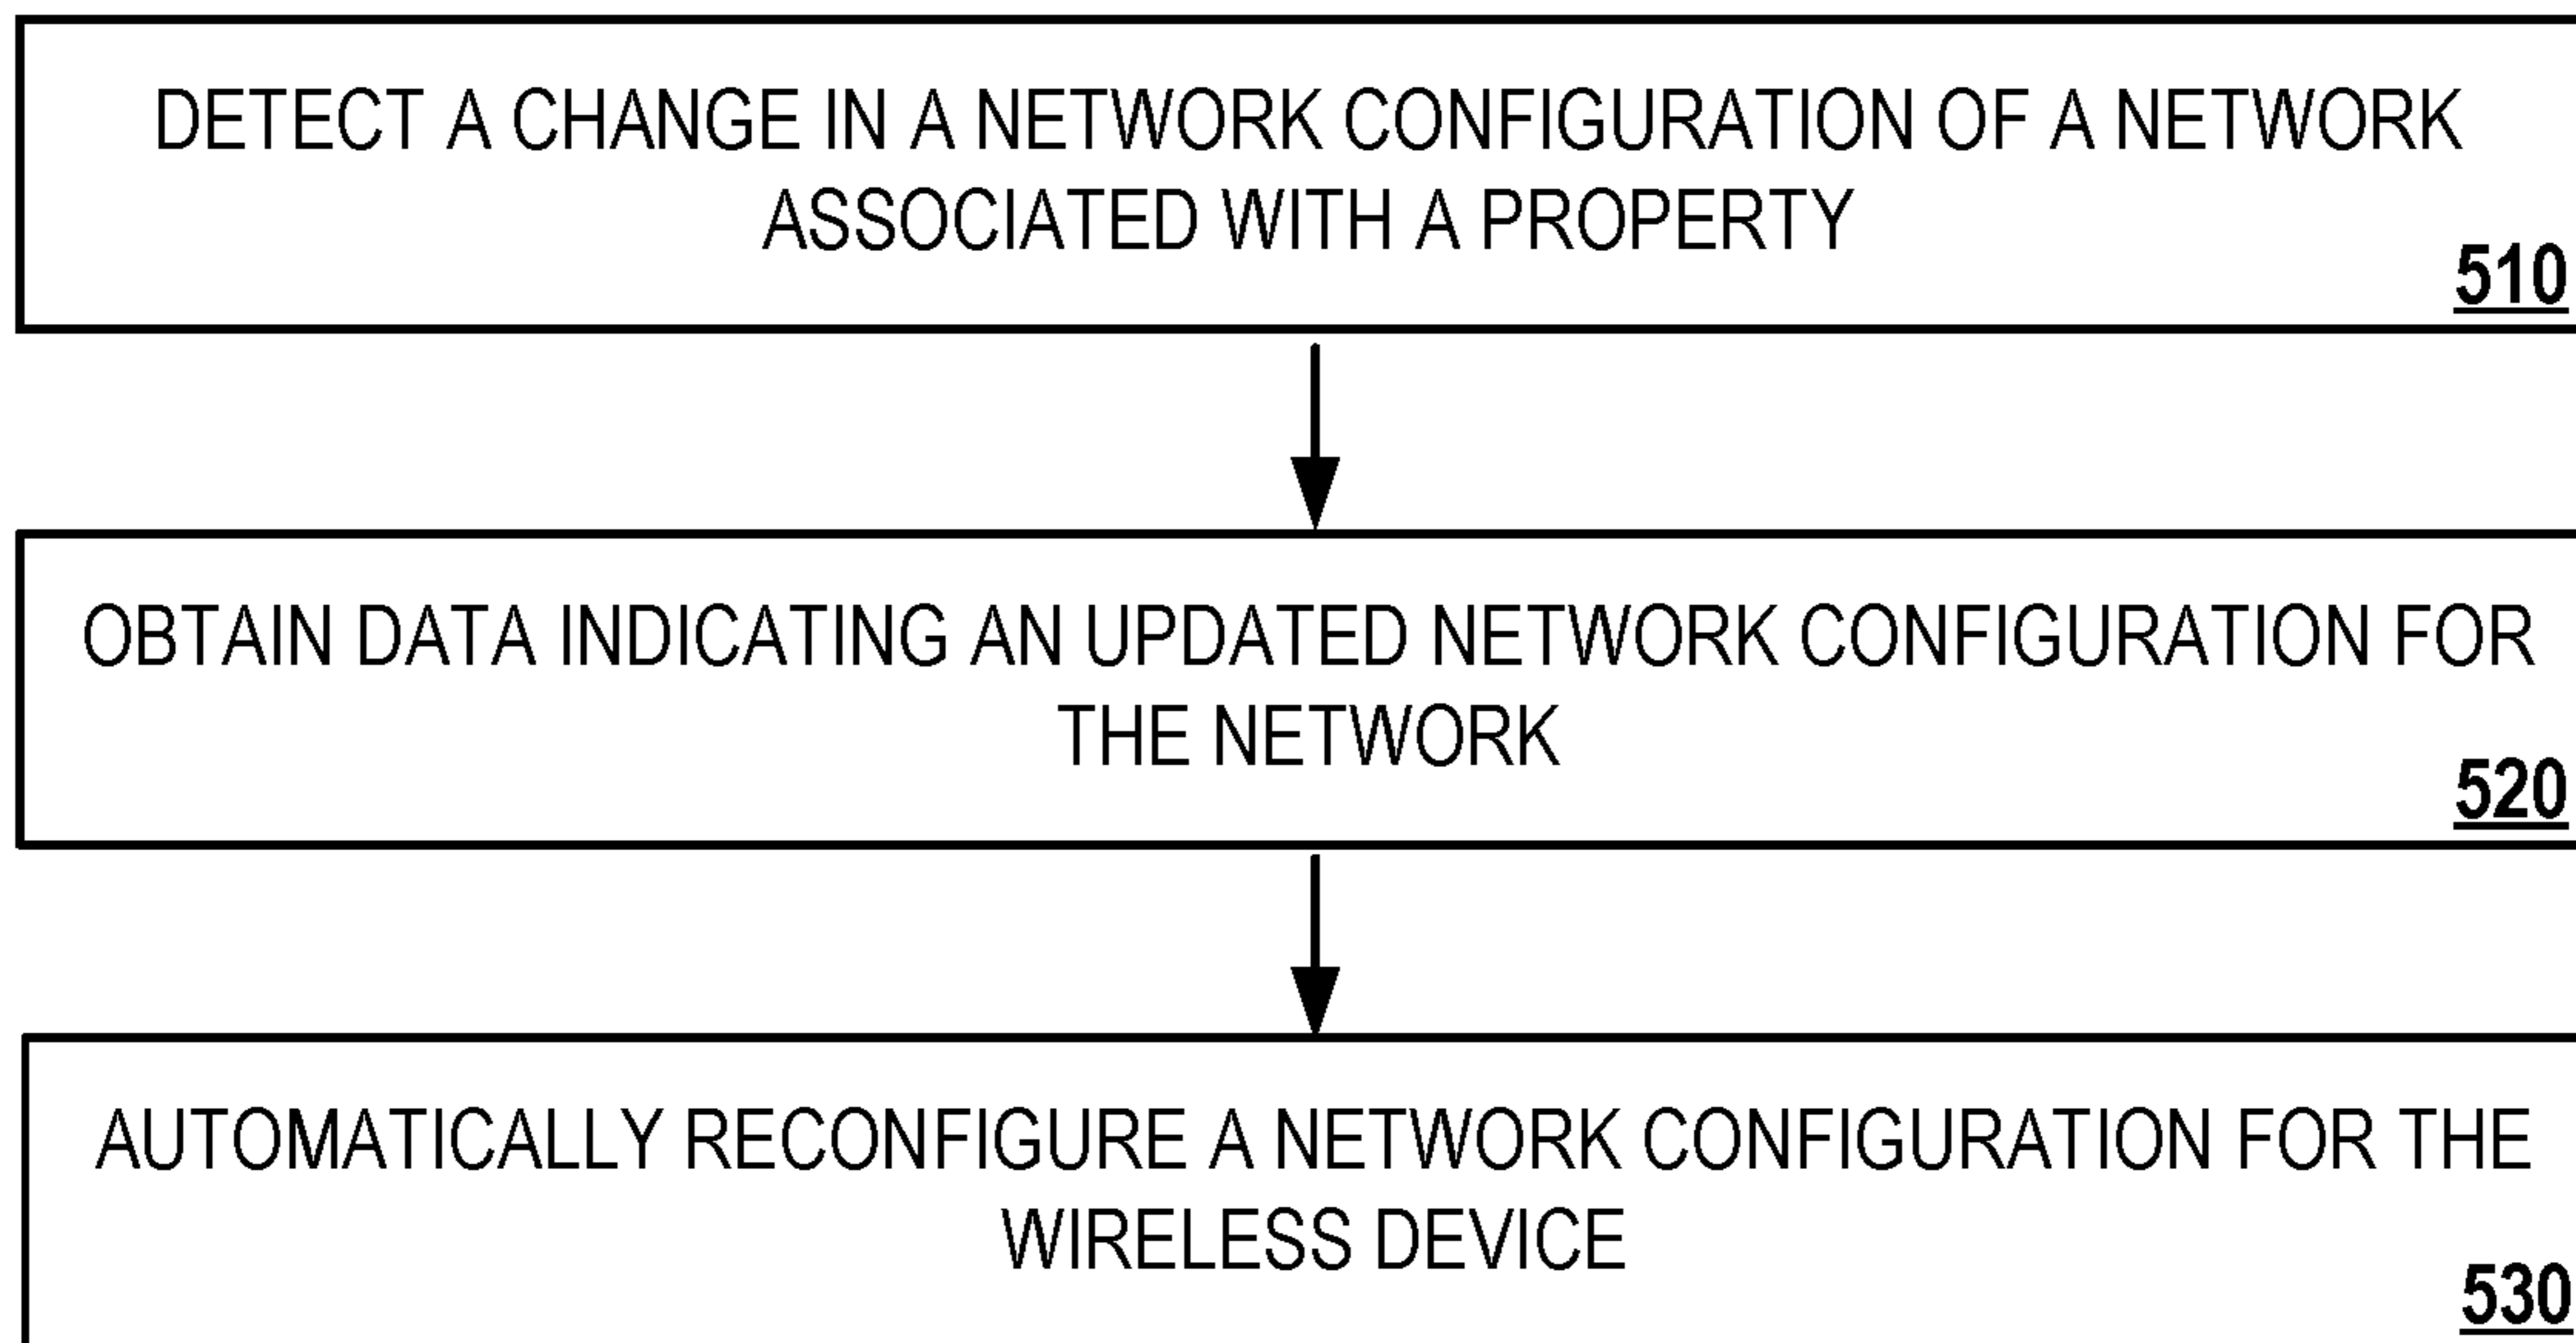 DETECT A CHANGE IN A NETWORK CONFIGURATION OF A NETWORK
ASSOCIATED WITH A PROPERTY
510
OBTAIN DATA INDICATING AN UPDATED NETWORK CONFIGURATION FOR
THE NETWORK
520
AUTOMATICALLY RECONFIGURE A NETWORK CONFIGURATION FOR THE
WIRELESS DEVICE
530